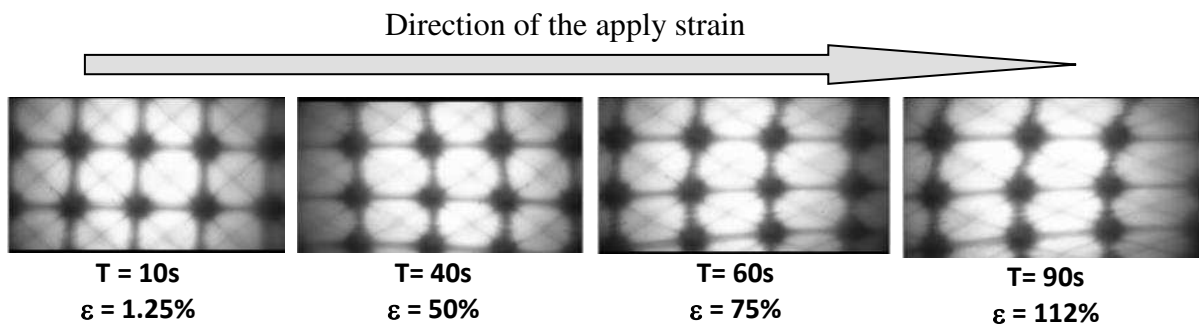 Direction of the apply strain
T = 10s
ε = 1.25%
T = 40s
ε = 50%
T= 60s
ε = 75%
T= 90s
ε = 112%